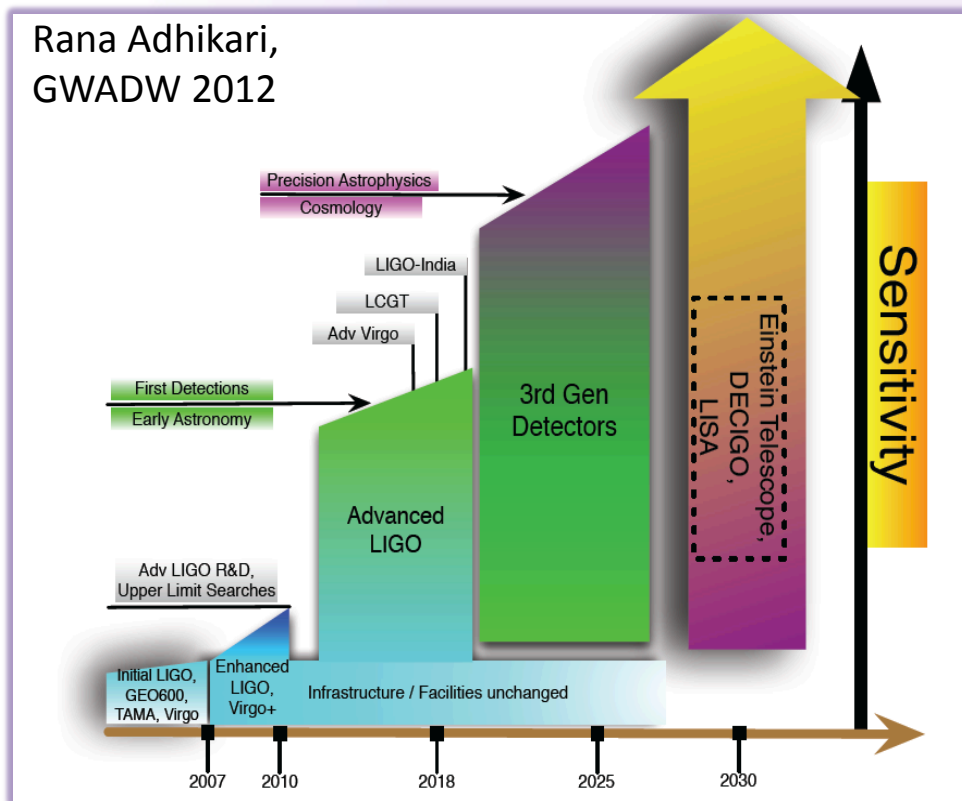 Rana Adhikari,
GWADW 2012
Precision Astrophysics
Cosmology
LIGO-India
LCGT
Adv Virgo
First Detections
Early Astronomy
3rd Gen
Detectors
Advanced
LIGO
Adv LIGO R&D,
Upper Limit Searches
Initial LIGO,
GEO600,
TAMA, Virgo
Enhanced
LIGO,
Virgo+
Infrastructure / Facilities unchanged
Einstein Telescope,
DECIGO,
LISA
Sensitivity
2007
2010
2018
2025
2030